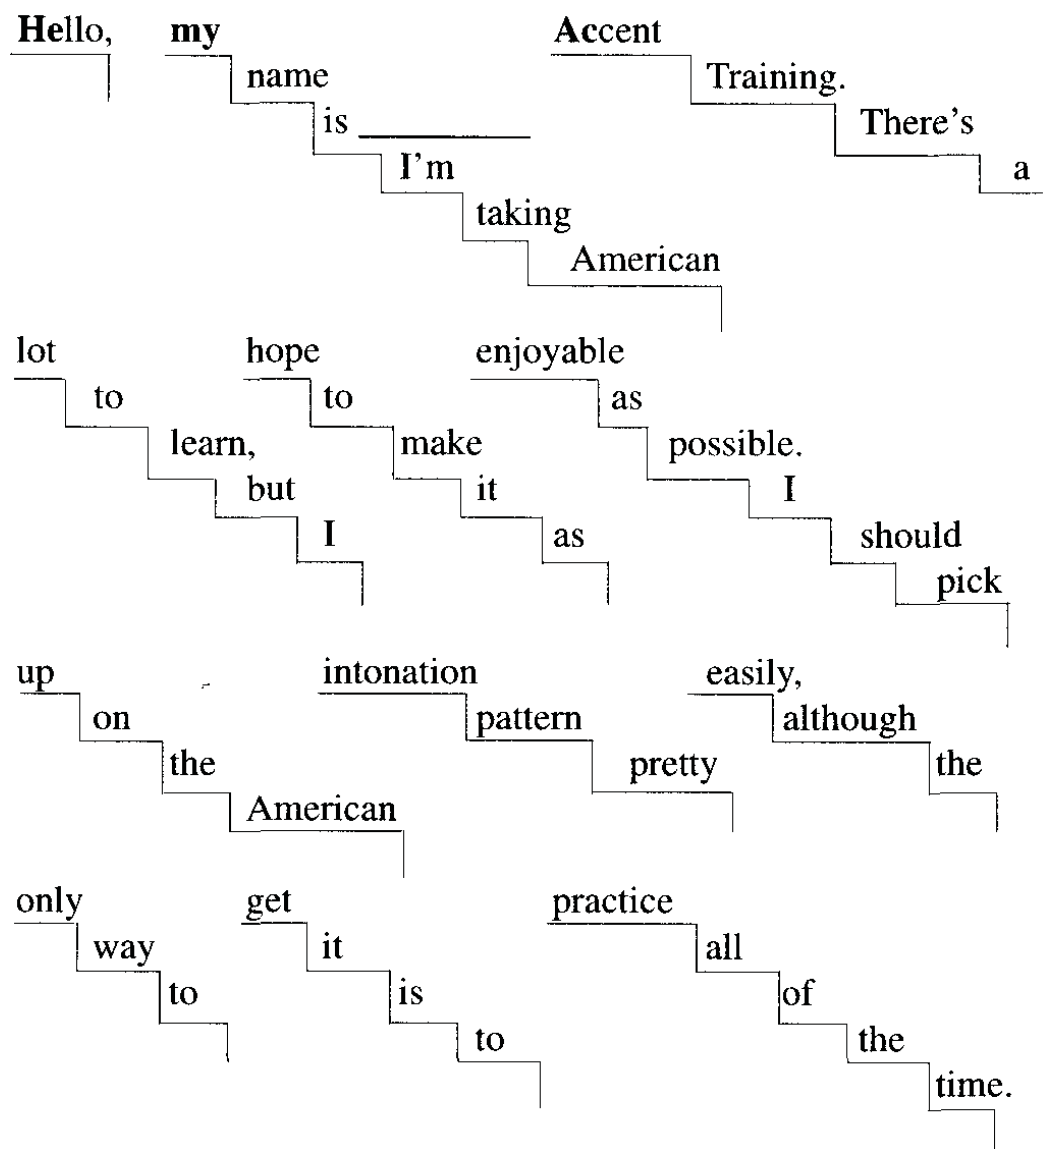 Hello,
my
name
is ____________
I'm
taking
American
Accent
Training.
There's
a
lot
to
learn,
but
I
hope
to
make
it
as
enjoyable
as
possible.
I
should
pick
up
on
the
American
intonation
pattern
pretty
easily,
although
the
only
way
to
get
it
is
to
practice
all
of
the
time.